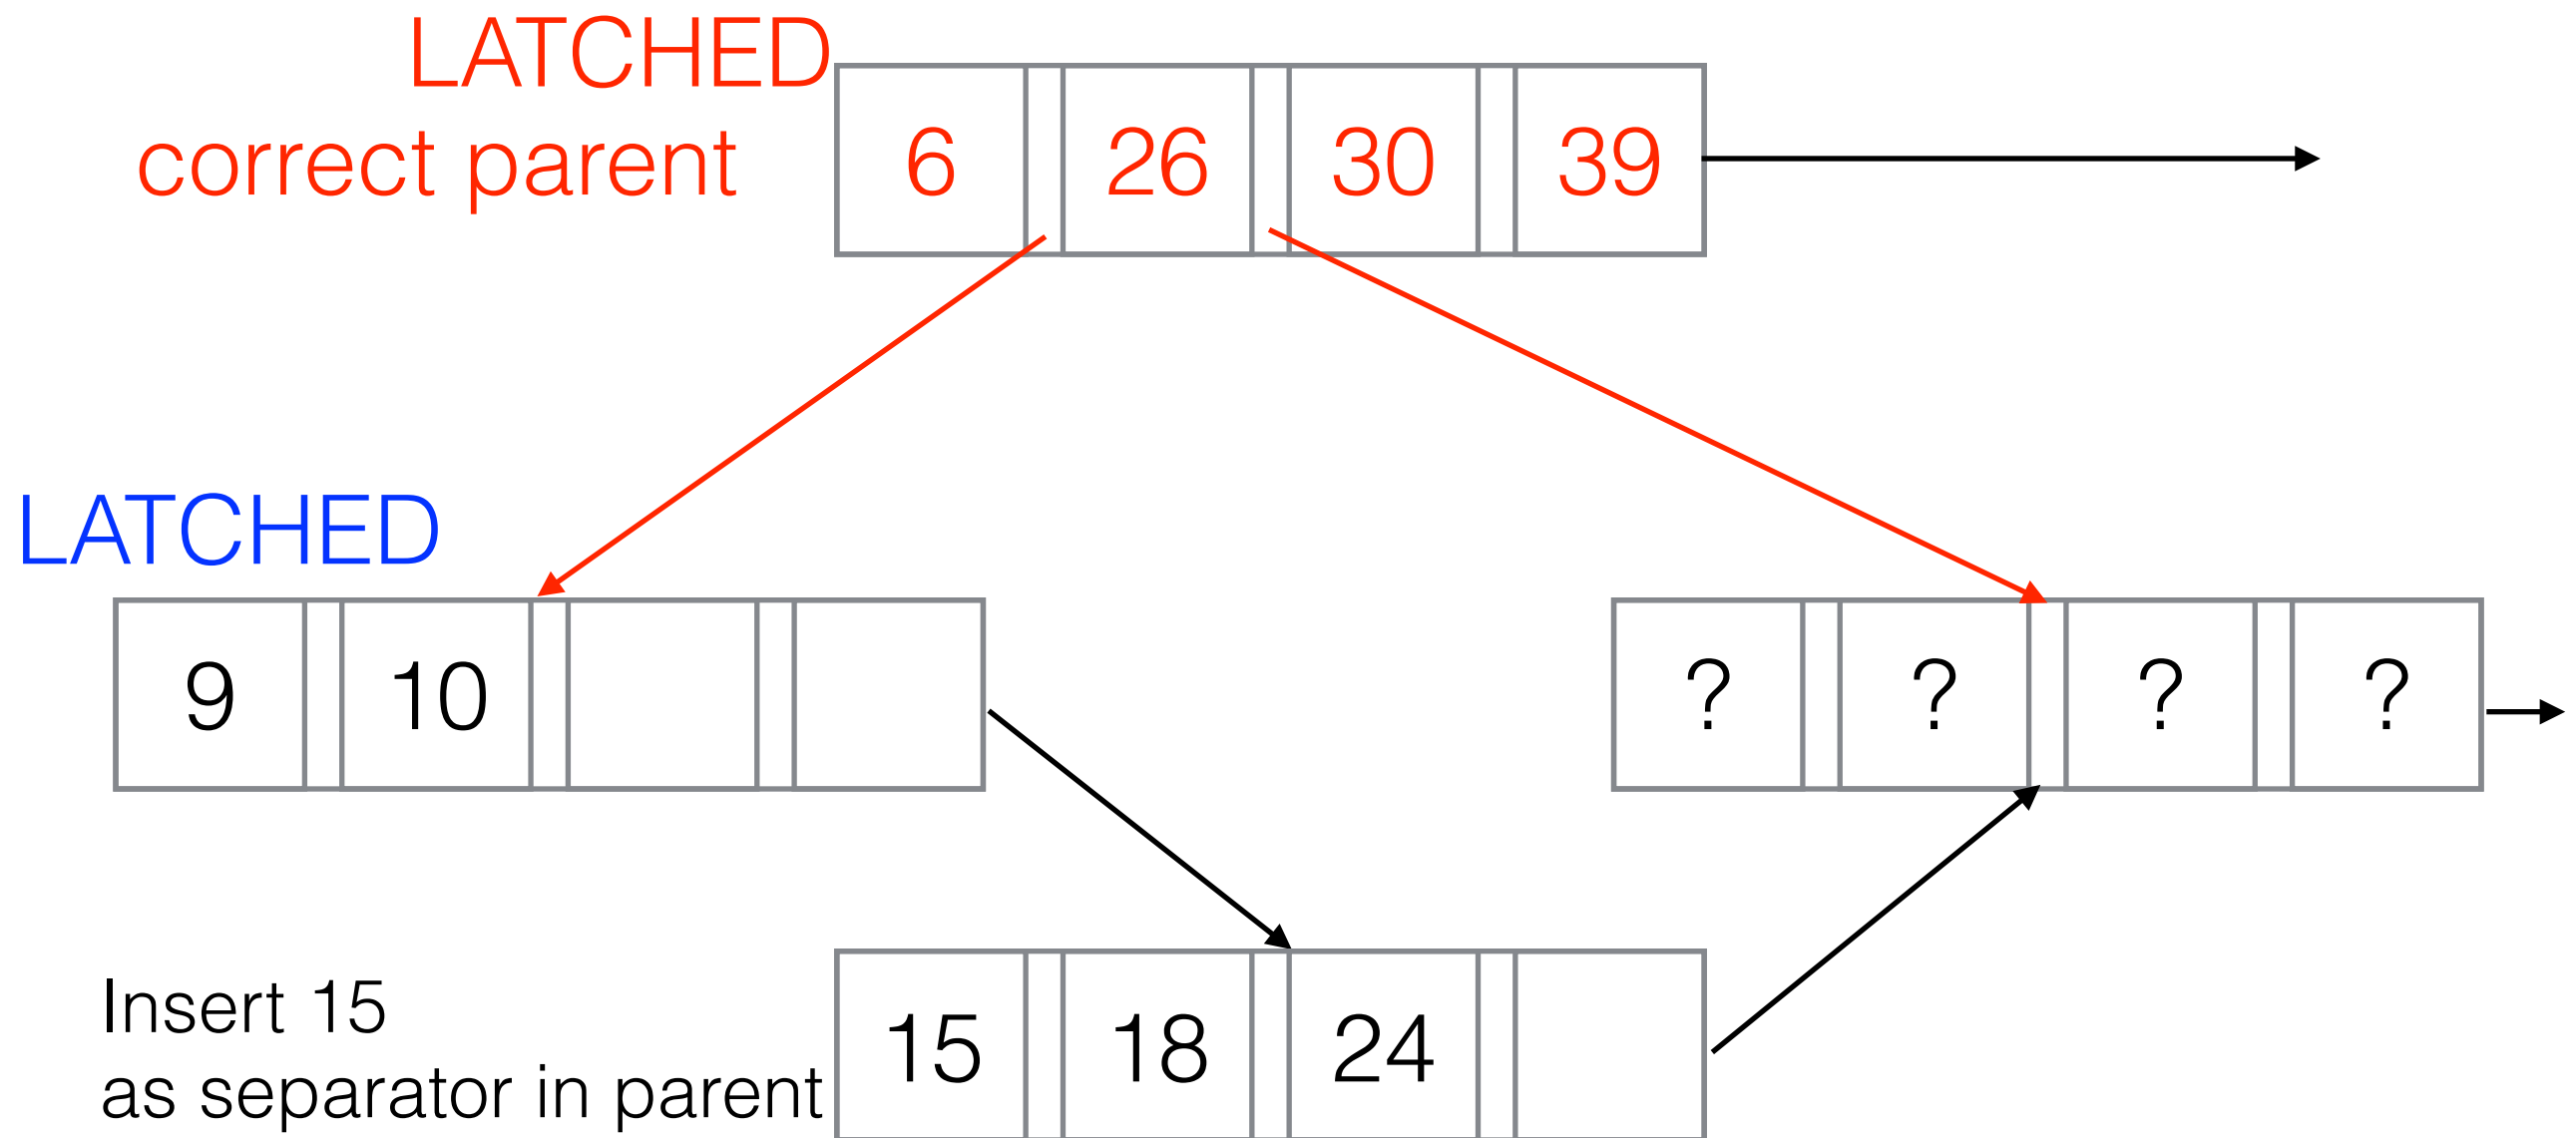 LATCHED
correct parent
6 26 30 39
LATCHED
9 10
? ? ? ?
Insert 15
as separator in parent
15 18 24